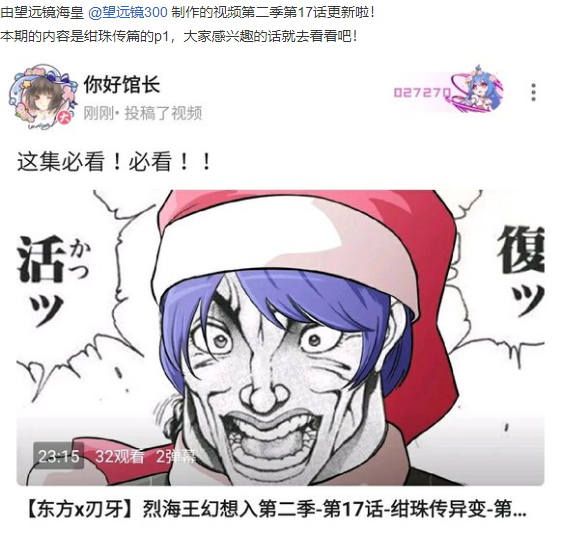 由望远镜海皇 @望远镜300 制作的视频第二季第17话更新啦！
本期的内容是绀珠传篇的p1，大家感兴趣的话就去看看吧！
你好馆长
刚刚·投稿了视频
027270
这集必看！必看！！
復ッ
活ッ
かつ
23:15 32观看 2弹幕
【东方x刃牙】烈海王幻想入第二季-第17话-绀珠传异变-第...